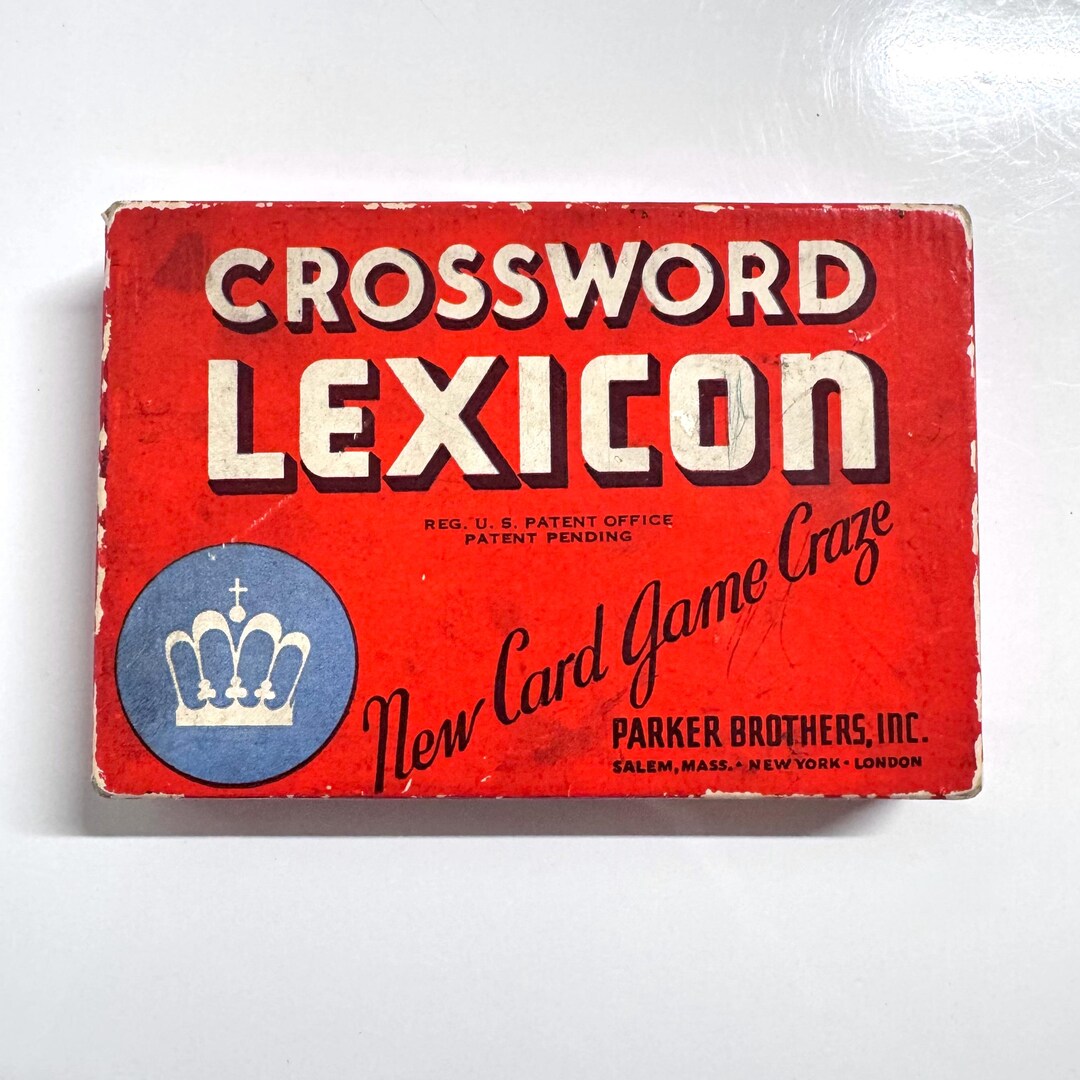 CROSSWORD
LEXICON
REG. U. S. PATENT OFFICE
PATENT PENDING
New Card Game Craze
PARKER BROTHERS, INC.
SALEM, MASS. • NEW YORK • LONDON